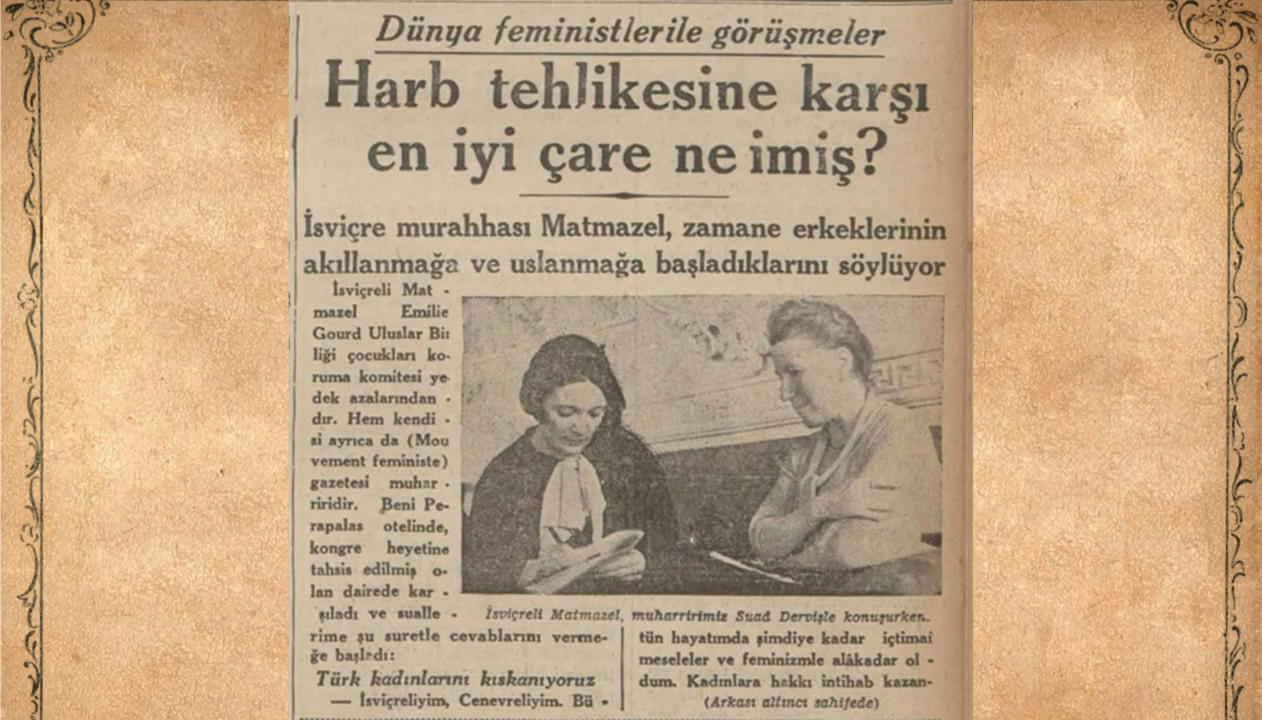 Dünya feministlerile görüşmeler
Harb tehlikesine karşı
en iyi çare ne imiş?
İsviçre murahhası Matmazel, zamane erkeklerinin
akıllanmağa ve uslanmağa başladıklarını söylüyor
İsviçreli Mat -
mazel Emilie
Gourd Uluslar Bir
liği çocukları ko-
ruma komitesi ye-
dek azalarından -
dır. Hem kendi -
si ayrıca da (Mou
vement feministe)
gazetesi muhar -
riridir. Beni Pe-
rapalas otelinde,
kongre heyetine
tahsis edilmiş o-
lan dairede kar -
şıladı ve sualle -
rime şu suretle cevablarını verme-
ğe başladı:
Türk kadınlarını kıskanıyoruz
— İsviçreliyim, Cenevreliyim. Bü -
İsviçreli Matmazel, muharririmiz Suad Dervişle konuşurken..
tün hayatımda şimdiye kadar içtimaî
meseleler ve feminizmle alâkadar ol -
dum. Kadınlara hakkı intihab kazan-
(Arkası altıncı sahifede)